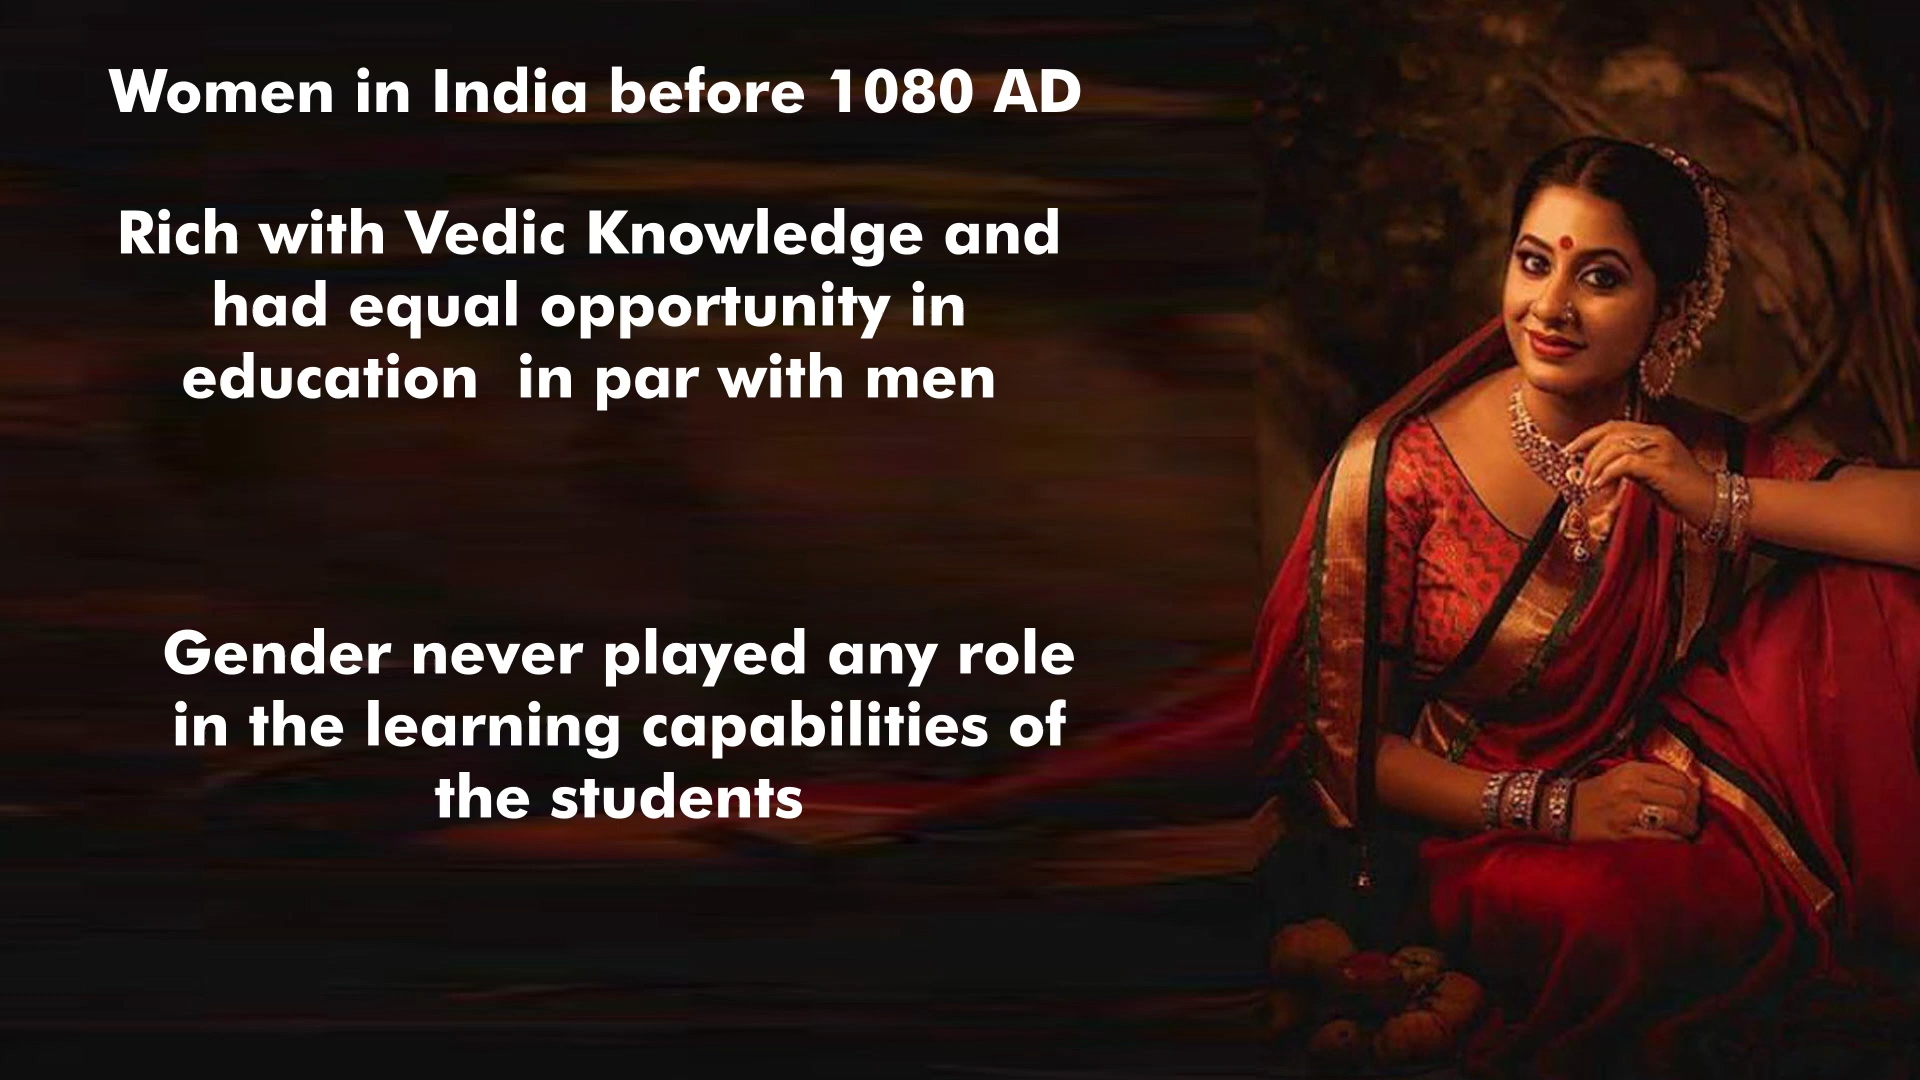 Women in India before 1080 AD
Rich with Vedic Knowledge and
had equal opportunity in
education  in par with men
Gender never played any role
in the learning capabilities of
the students